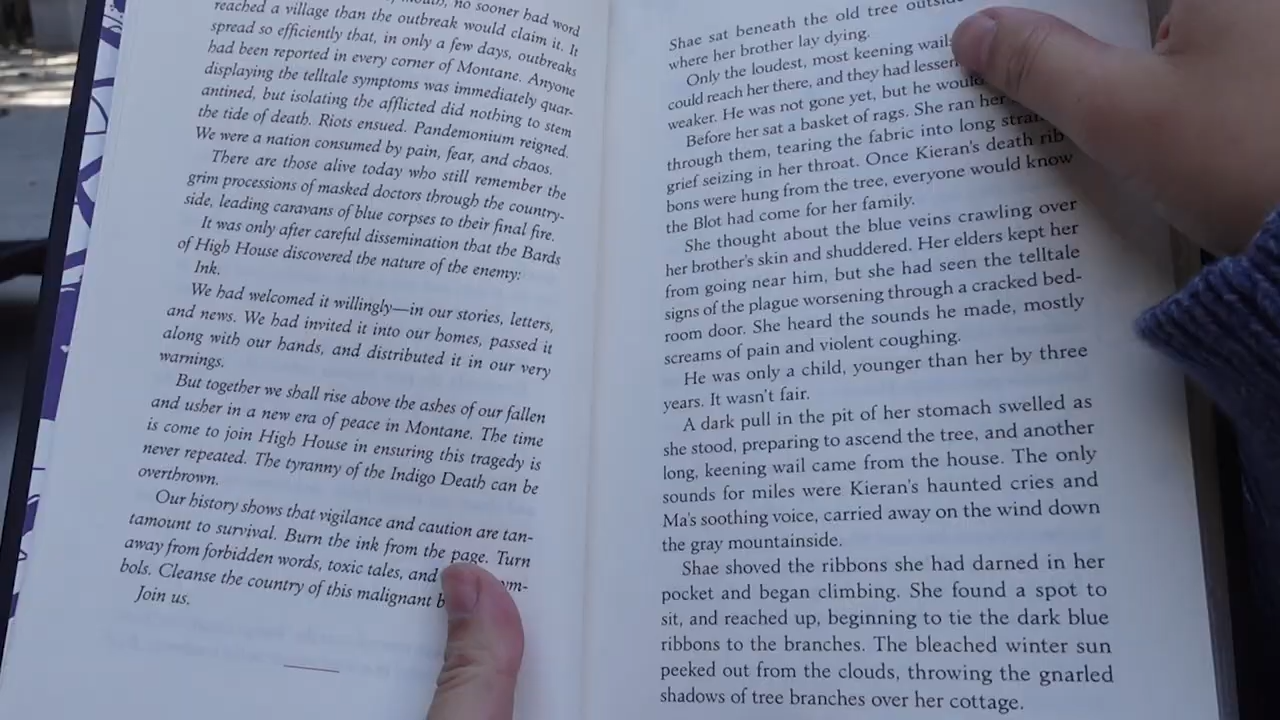 no sooner had word
reached a village than the outbreak would claim it. It
spread so efficiently that, in only a few days, outbreaks
had been reported in every corner of Montane. Anyone
displaying the telltale symptoms was immediately quar-
antined, but isolating the afflicted did nothing to stem
the tide of death. Riots ensued. Pandemonium reigned.
We were a nation consumed by pain, fear, and chaos.
There are those alive today who still remember the
grim processions of masked doctors through the country-
side, leading caravans of blue corpses to their final fire.
It was only after careful dissemination that the Bards
of High House discovered the nature of the enemy:
Ink.
We had welcomed it willingly—in our stories, letters,
and news. We had invited it into our homes, passed it
along with our hands, and distributed it in our very
warnings.
But together we shall rise above the ashes of our fallen
and usher in a new era of peace in Montane. The time
is come to join High House in ensuring this tragedy is
never repeated. The tyranny of the Indigo Death can be
overthrown.
Our history shows that vigilance and caution are tan-
tamount to survival. Burn the ink from the page. Turn
away from forbidden words, toxic tales, and
bols. Cleanse the country of this malignant
Join us.
Shae sat beneath the old tree
where her brother lay dying.
Only the loudest, most keening
could reach her there, and they had
weaker. He was not gone yet, but he
Before her sat a basket of rags. She ran her
through them, tearing the fabric into long
grief seizing in her throat. Once Kieran's death rib-
bons were hung from the tree, everyone would know
the Blot had come for her family.
She thought about the blue veins crawling over
her brother's skin and shuddered. Her elders kept her
from going near him, but she had seen the telltale
signs of the plague worsening through a cracked bed-
room door. She heard the sounds he made, mostly
screams of pain and violent coughing.
He was only a child, younger than her by three
years. It wasn't fair.
A dark pull in the pit of her stomach swelled as
she stood, preparing to ascend the tree, and another
long, keening wail came from the house. The only
sounds for miles were Kieran's haunted cries and
Ma's soothing voice, carried away on the wind down
the gray mountainside.
Shae shoved the ribbons she had darned in her
pocket and began climbing. She found a spot to
sit, and reached up, beginning to tie the dark blue
ribbons to the branches. The bleached winter sun
peeked out from the clouds, throwing the gnarled
shadows of tree branches over her cottage.